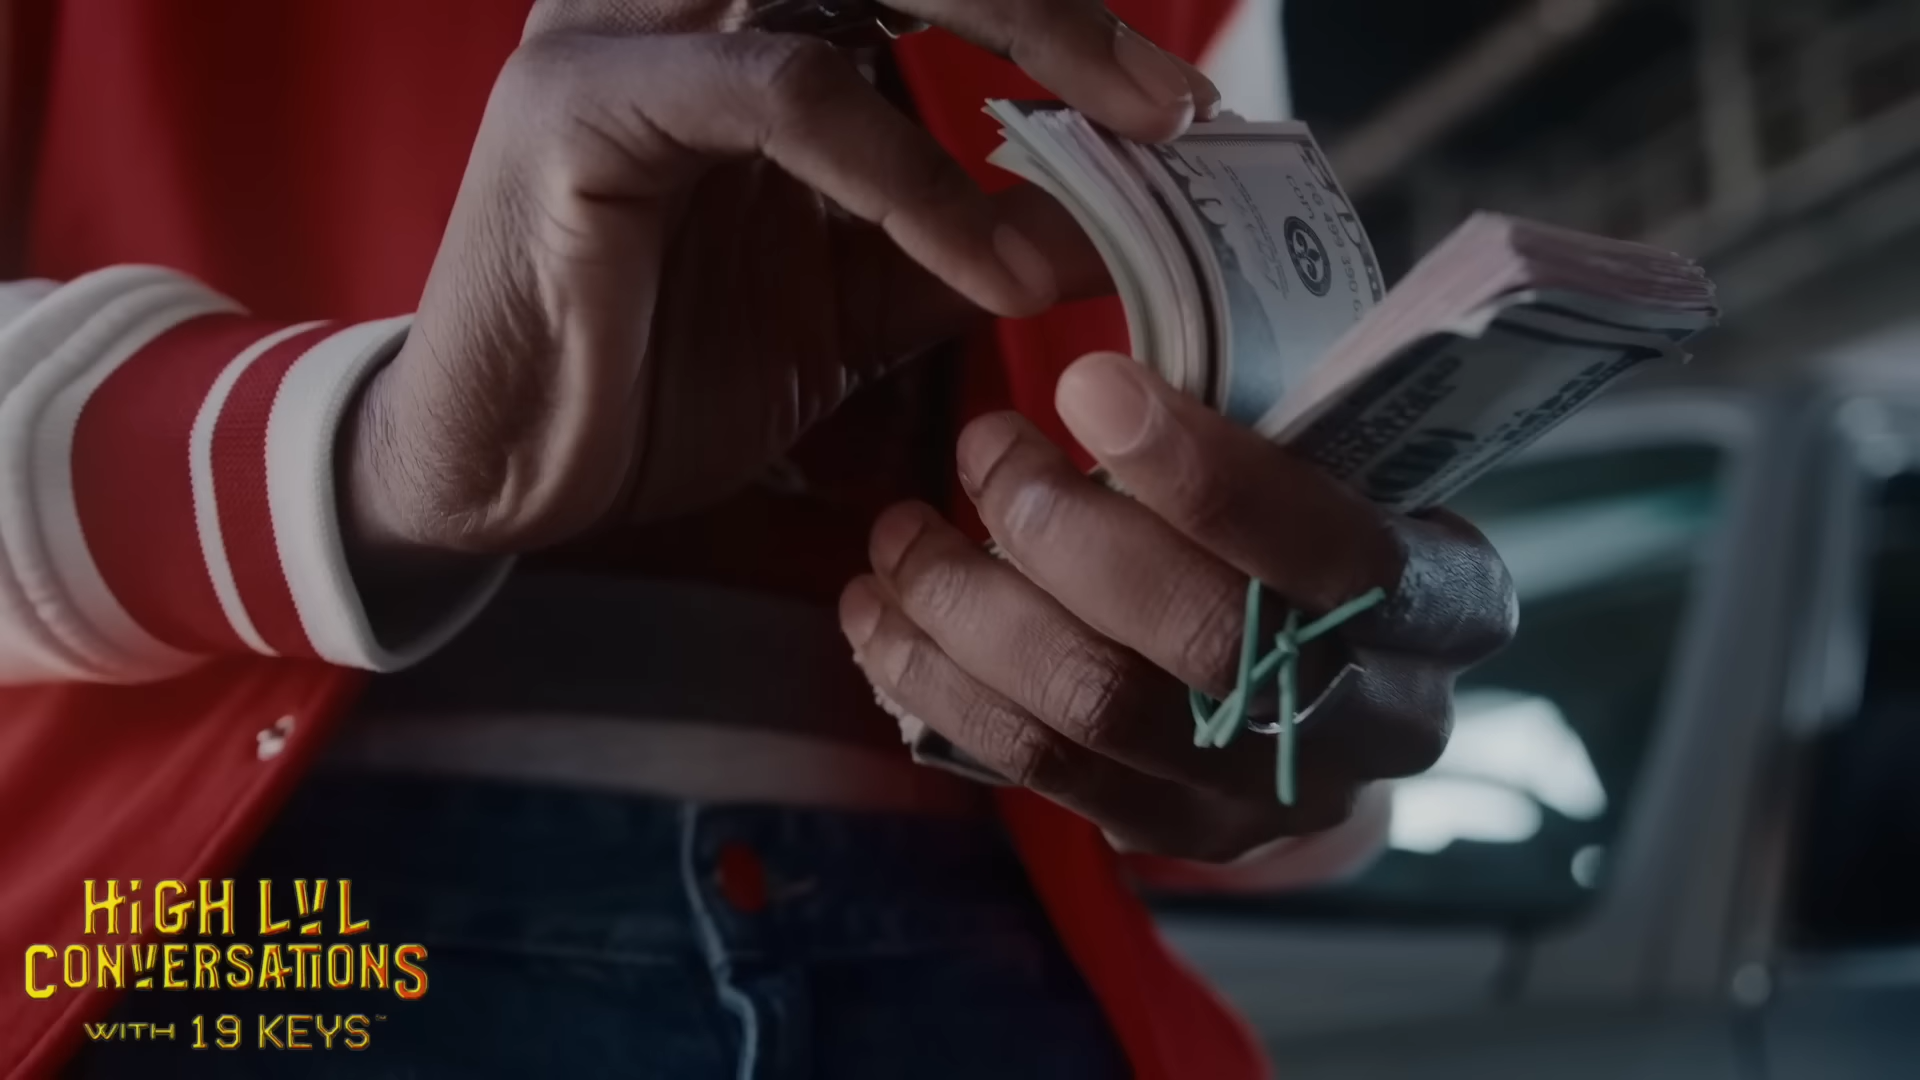 HiGH LVL
CONVERSATIONS
WITH 19 KEYS™